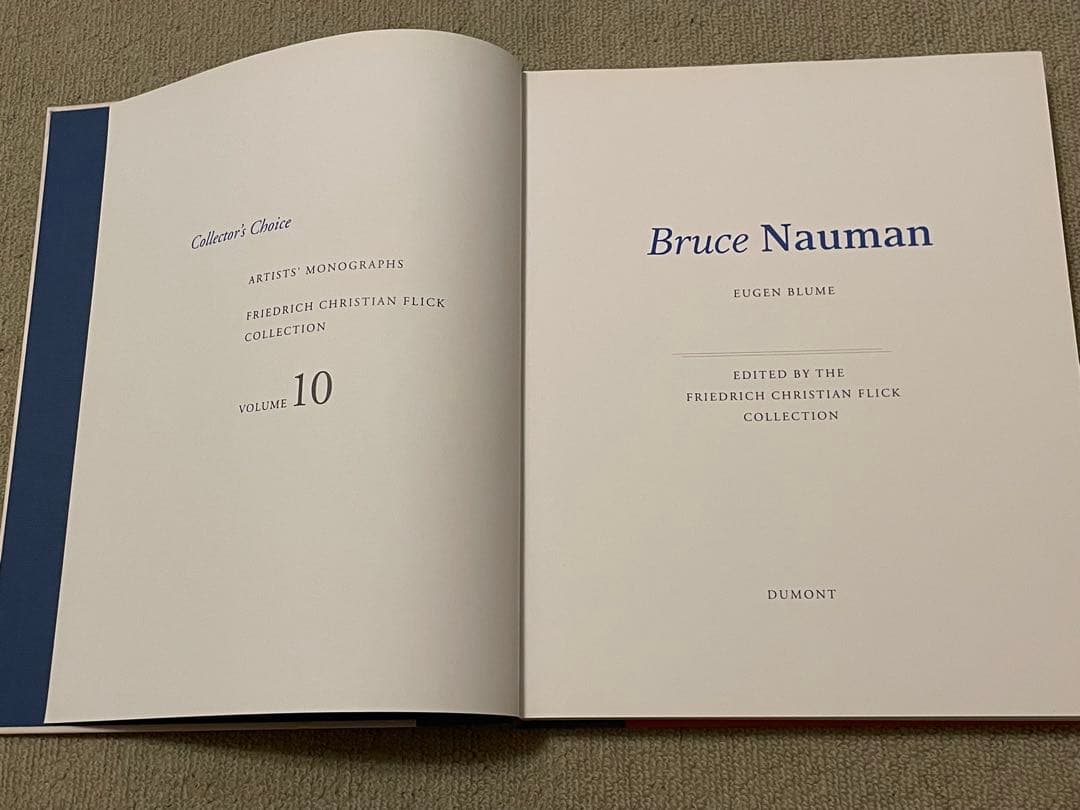 Collector's Choice
ARTISTS' MONOGRAPHS
FRIEDRICH CHRISTIAN FLICK
COLLECTION
VOLUME 10
Bruce Nauman
EUGEN BLUME
EDITED BY THE
FRIEDRICH CHRISTIAN FLICK
COLLECTION
DUMONT